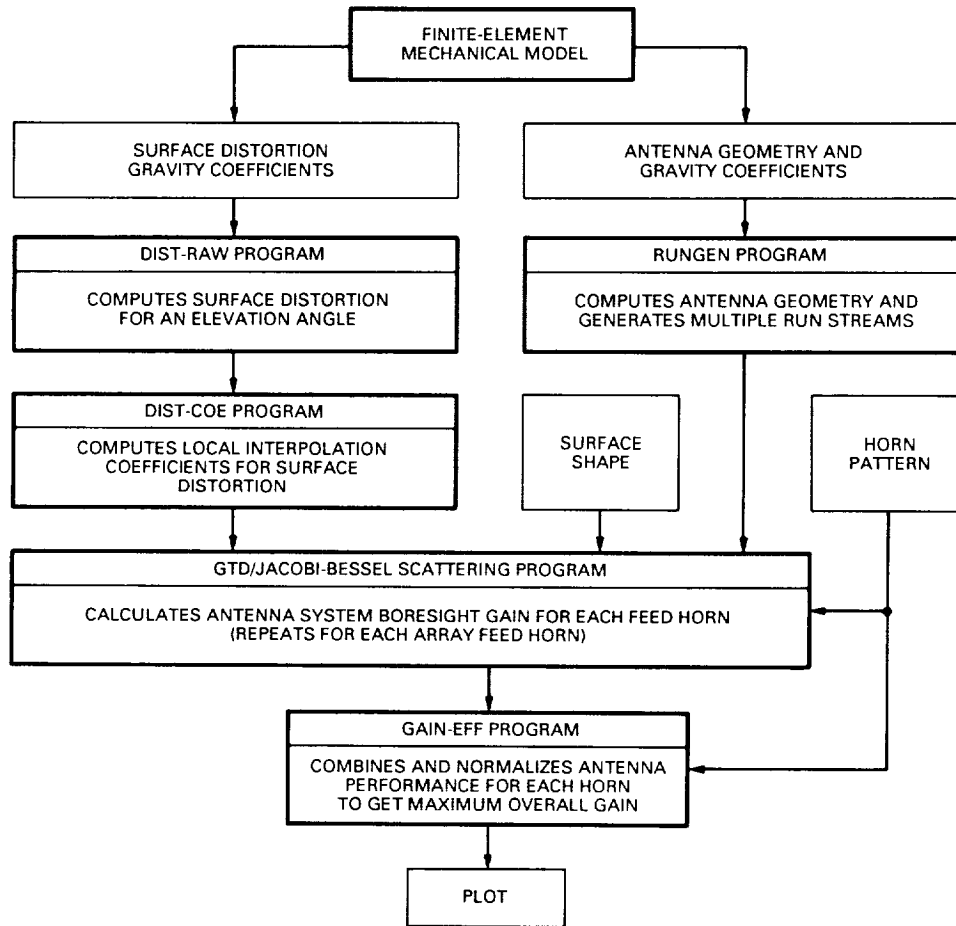 FINITE-ELEMENT
MECHANICAL MODEL
SURFACE DISTORTION
GRAVITY COEFFICIENTS
ANTENNA GEOMETRY AND
GRAVITY COEFFICIENTS
DIST-RAW PROGRAM
COMPUTES SURFACE DISTORTION
FOR AN ELEVATION ANGLE
RUNGEN PROGRAM
COMPUTES ANTENNA GEOMETRY AND
GENERATES MULTIPLE RUN STREAMS
DIST-COE PROGRAM
COMPUTES LOCAL INTERPOLATION
COEFFICIENTS FOR SURFACE
DISTORTION
SURFACE
SHAPE
HORN
PATTERN
GTD/JACOBI-BESSEL SCATTERING PROGRAM
CALCULATES ANTENNA SYSTEM BORESIGHT GAIN FOR EACH FEED HORN
(REPEATS FOR EACH ARRAY FEED HORN)
GAIN-EFF PROGRAM
COMBINES AND NORMALIZES ANTENNA
PERFORMANCE FOR EACH HORN
TO GET MAXIMUM OVERALL GAIN
PLOT